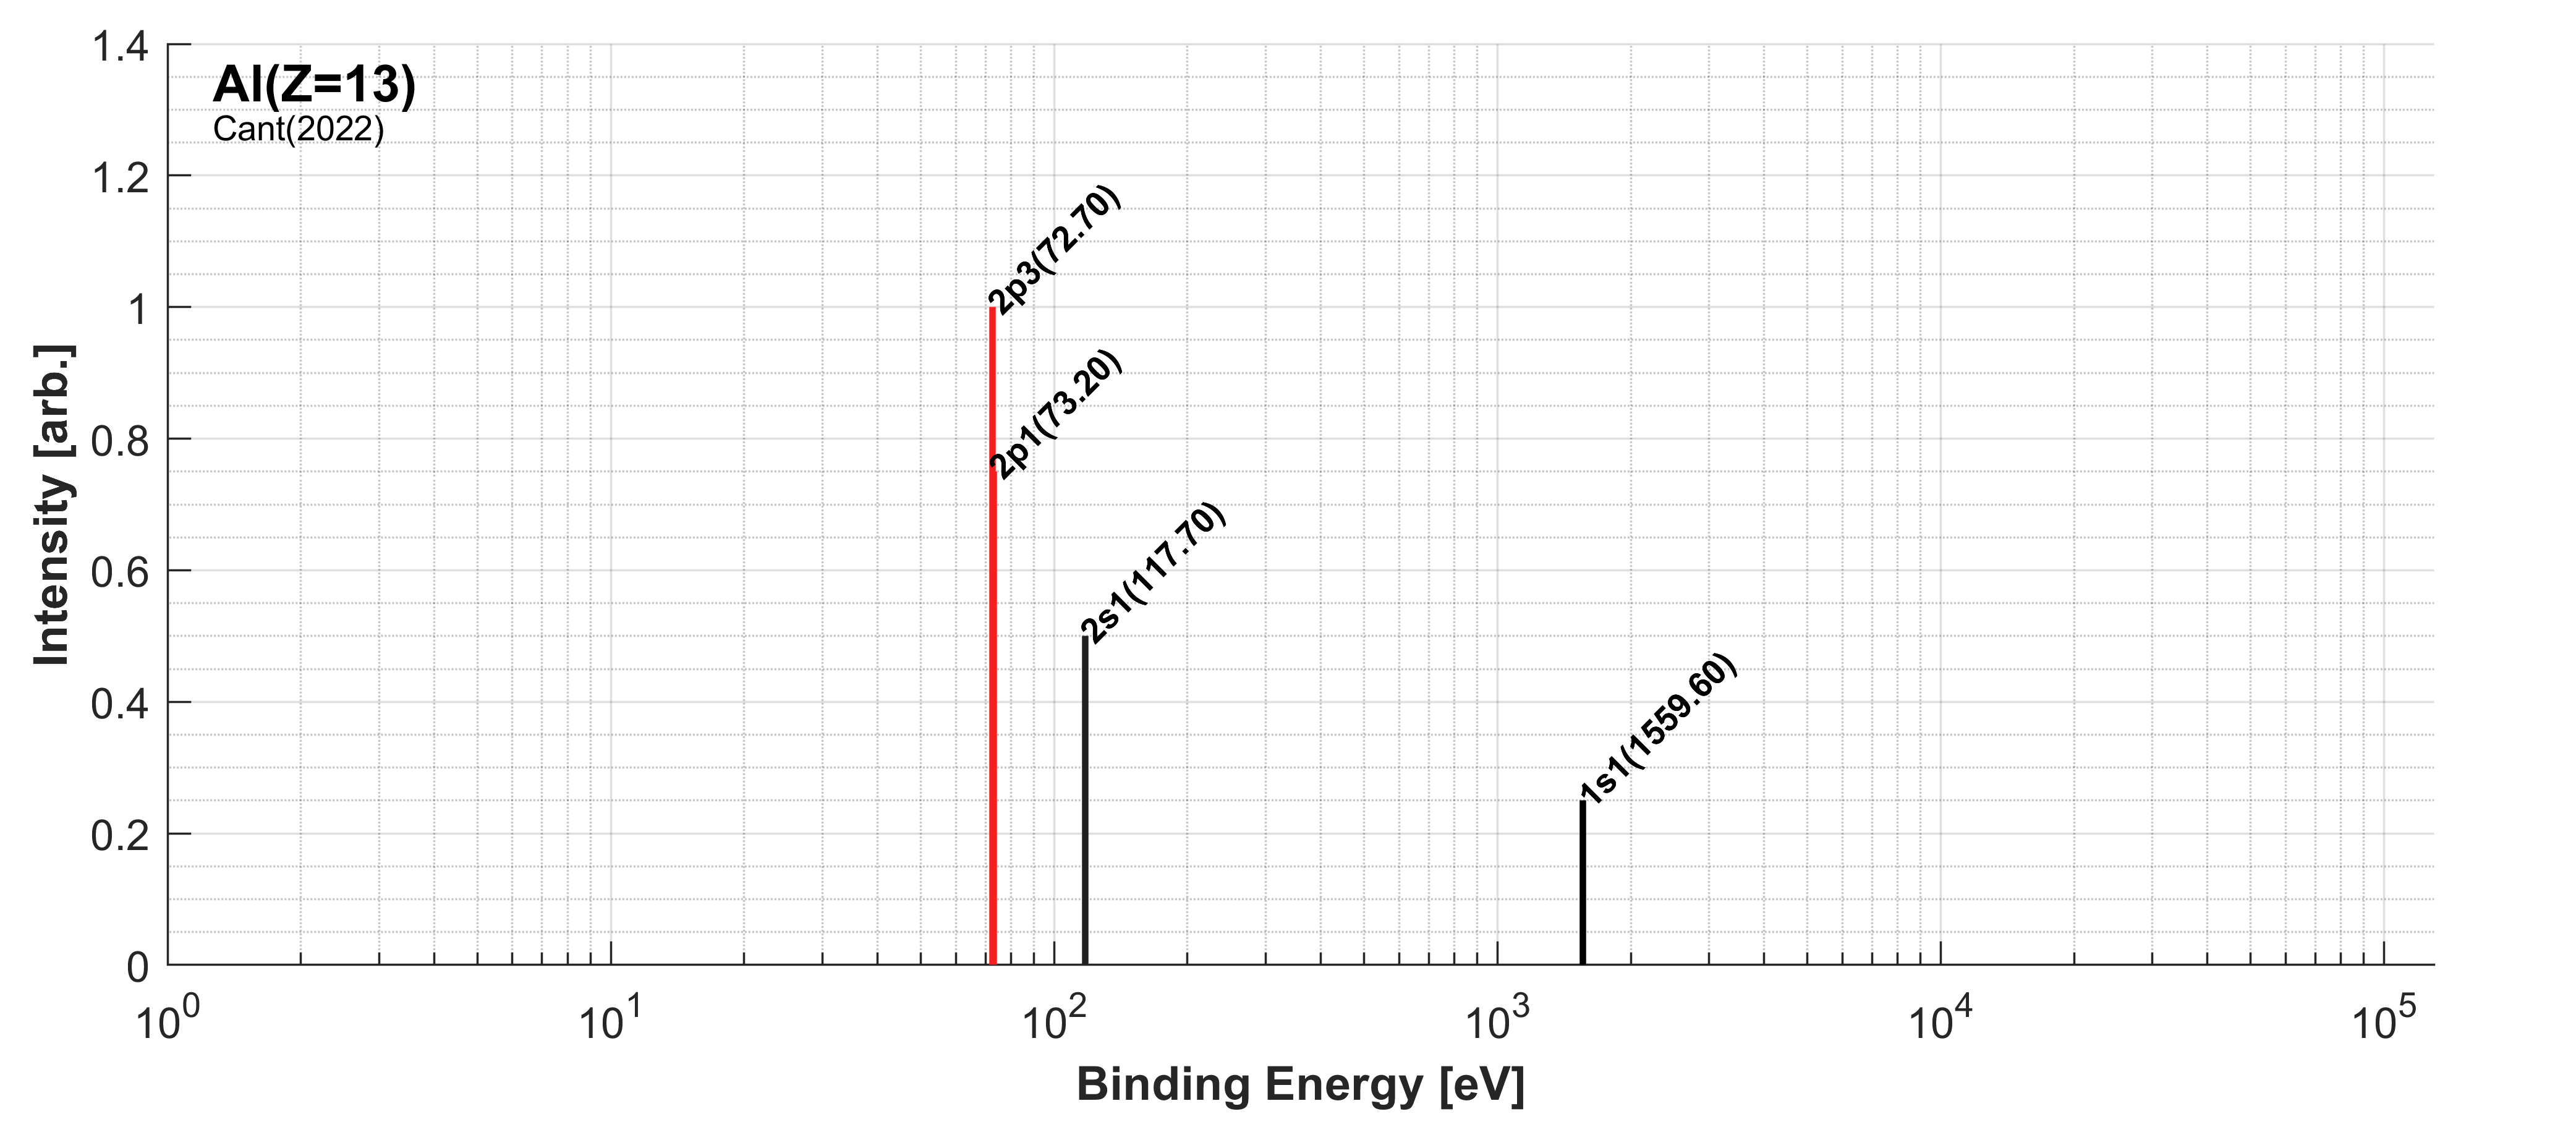 Al(Z=13)
Cant(2022)
1.4
1.2
1
0.8
0.6
0.4
0.2
0
Intensity [arb.]
2p3(72.70)
2p1(73.20)
2s1(117.70)
1s1(1559.60)
10^0
10^1
10^2
10^3
10^4
10^5
Binding Energy [eV]